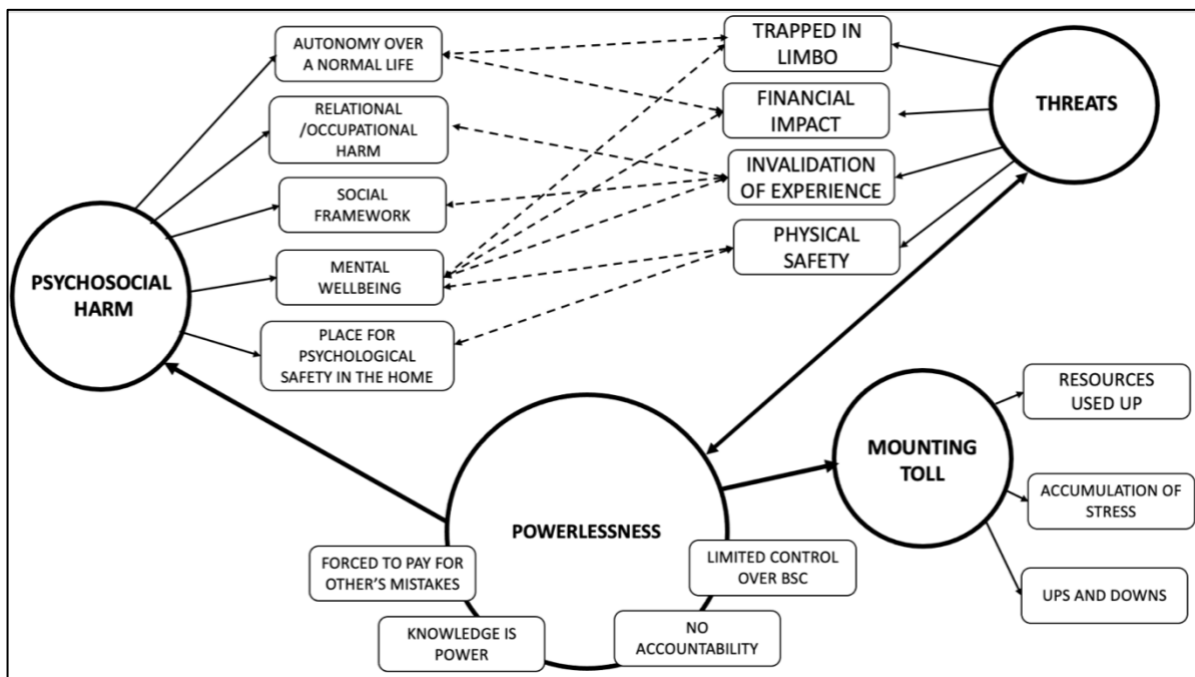 AUTONOMY OVER
A NORMAL LIFE
RELATIONAL
/OCCUPATIONAL
HARM
SOCIAL
FRAMEWORK
MENTAL
WELLBEING
PLACE FOR
PSYCHOLOGICAL
SAFETY IN THE HOME
PSYCHOSOCIAL
HARM
TRAPPED IN
LIMBO
FINANCIAL
IMPACT
INVALIDATION
OF EXPERIENCE
PHYSICAL
SAFETY
THREATS
POWERLESSNESS
FORCED TO PAY FOR
OTHER'S MISTAKES
KNOWLEDGE IS
POWER
NO
ACCOUNTABILITY
LIMITED CONTROL
OVER BSC
MOUNTING
TOLL
RESOURCES
USED UP
ACCUMULATION OF
STRESS
UPS AND DOWNS